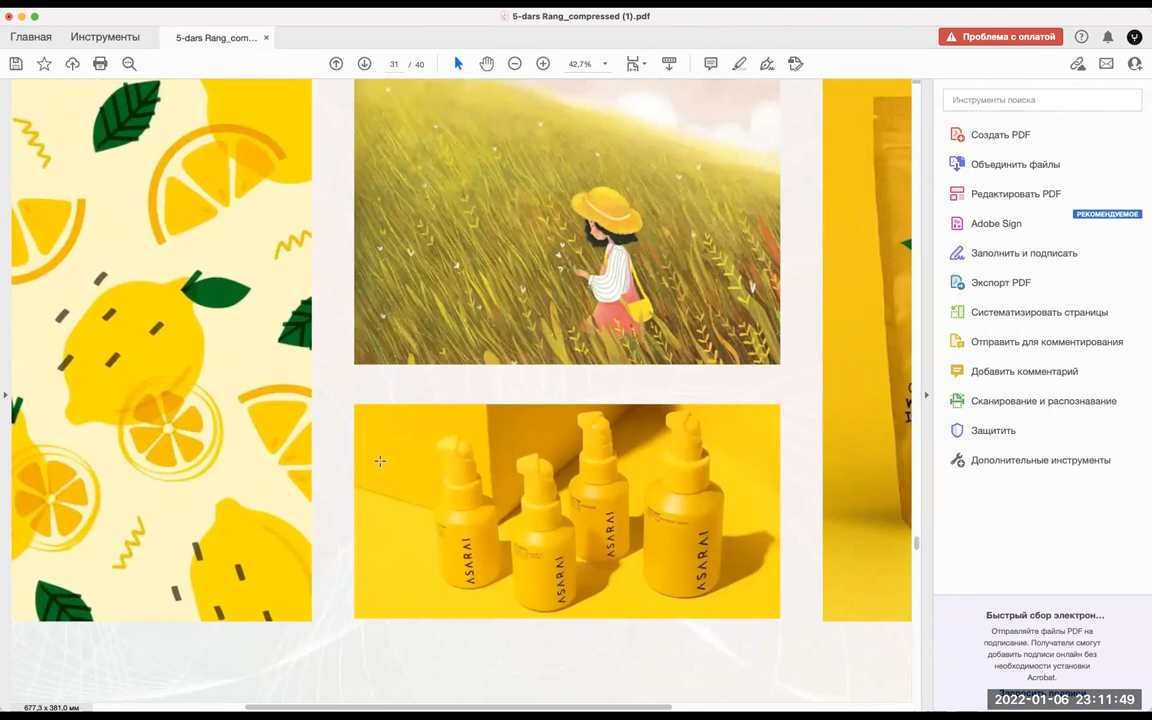 5-dars Rang_compressed (1).pdf
Главная
Инструменты
5-dars Rang_com...
Проблема с оплатой
31 / 40
42,7%
Инструменты поиска
Создать PDF
Объединить файлы
Редактировать PDF
РЕКОМЕНДУЕМОЕ
Adobe Sign
Заполнить и подписать
Экспорт PDF
Систематизировать страницы
Отправить для комментирования
Добавить комментарий
Сканирование и распознавание
Защитить
Дополнительные инструменты
ASARAI
ASARAI
ASARAI
ASARAI
Быстрый сбор электрон...
Отправляйте файлы PDF на
подписание. Получатели смогут
добавить подписи онлайн без
необходимости установки
Acrobat.
Запросить подписи
2022-01-06 23:11:49
677,3 x 381,0 мм